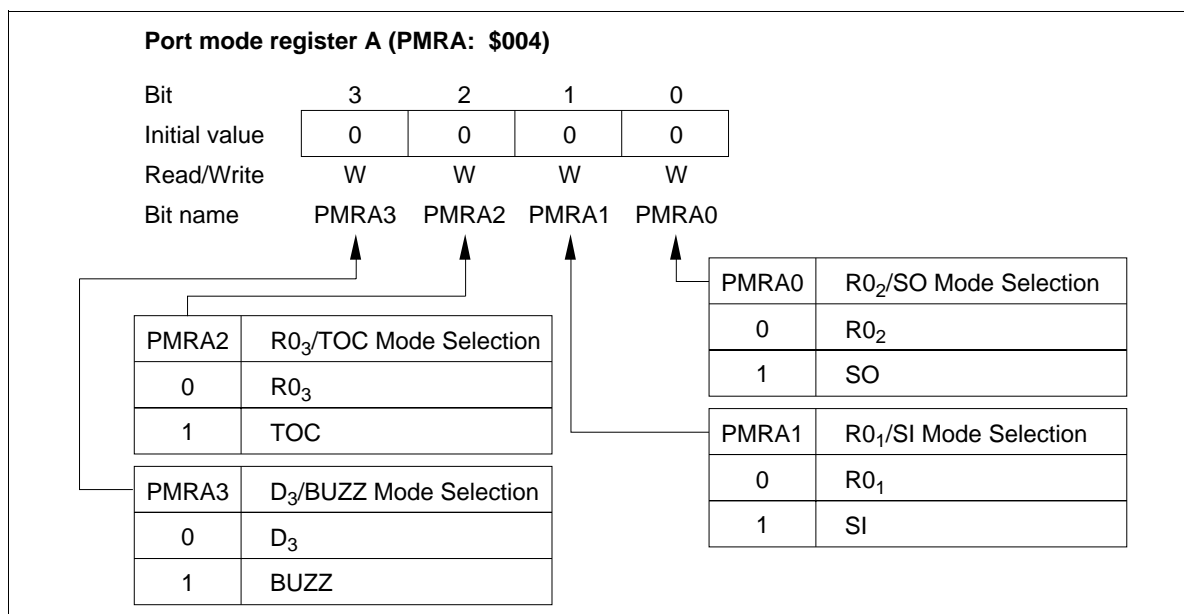 Port mode register A (PMRA: $004)
Bit 3 2 1 0
Initial value 0 0 0 0
Read/Write W W W W
Bit name PMRA3 PMRA2 PMRA1 PMRA0
PMRA2 R0₃/TOC Mode Selection
0 R0₃
1 TOC
PMRA3 D₃/BUZZ Mode Selection
0 D₃
1 BUZZ
PMRA0 R0₂/SO Mode Selection
0 R0₂
1 SO
PMRA1 R0₁/SI Mode Selection
0 R0₁
1 SI